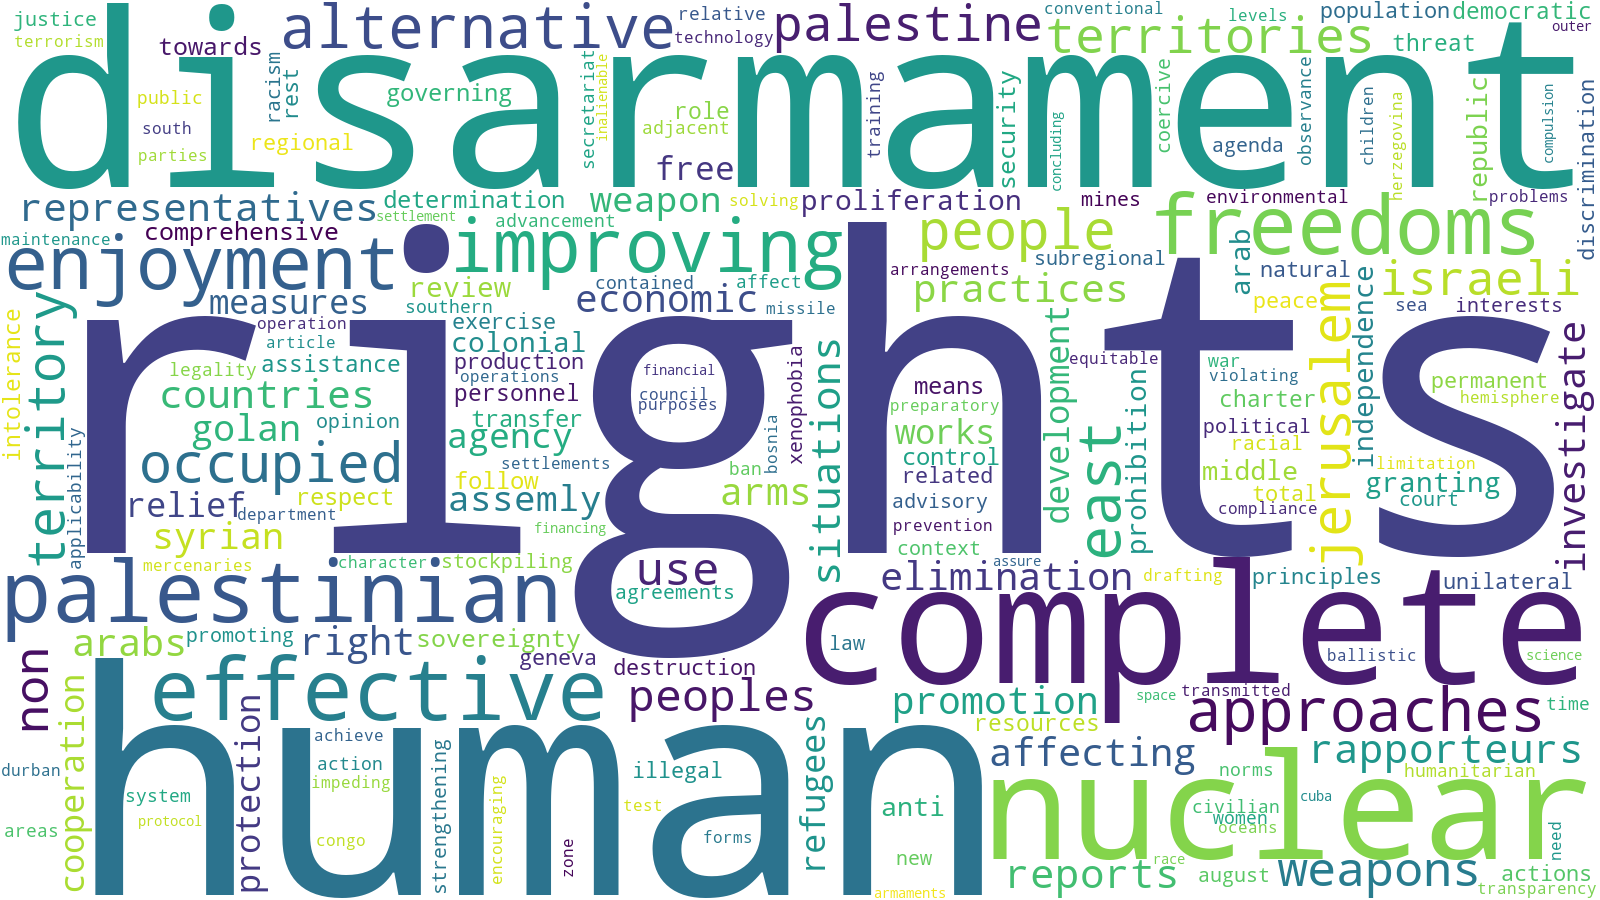 justice
terrorism
towards
alternative
relative
technology
palestine
conventional
territories
levels
population
democratic
threat
outer
disarmament
public
south
parties
racism
rest
regional
governing
secretariat
inalienable
role
adjacent
free
training
security
concluding
coercive
agenda
observance
children
herzegovina
republic
compulsion
discrimination
representatives
settlement
determination
advancement
weapon
solving
proliferation
mines
environmental
problems
maintenance
comprehensive
enjoyment
improving
people
freedoms
measures
review
southern
contained
economic
affect
missile
arrangements
practices
subregional
arab
natural
peace
israeli
sea
interests
intolerance
territory
operation
article
legality
assistance
countries
golan
opinion
occupied
relief
respect
department
syrian
mercenaries
applicability
exercise
colonial
production
operations
personnel
transfer
agency
follow
settlements
assemly
financing
character
stockpiling
rights
financial
council
purposes
xenophobia
bosnia
ban
arms
situations
means
preparatory
works
control
related
advisory
prevention
context
assure
development
equitable
east
prohibition
war
violating
charter
political
racial
middle
total
compliance
jerusalem
independence
permanent
hemisphere
limitation
granting
court
investigate
palestinian
use
agreements
elimination
drafting
principles
unilateral
complete
arabs
promoting
right
sovereignty
geneva
destruction
law
ballistic
science
non
effective
peoples
promotion
resources
space
transmitted
approaches
time
cooperation
durban
areas
system
protocol
protection
achieve
action
impeding
congo
strengthening
encouraging
zone
illegal
test
forms
refugees
anti
new
armaments
human
affecting
rapporteurs
norms
humanitarian
civilian
women
oceans
cuba
nuclear
need
race
reports
august
weapons
actions
transparency